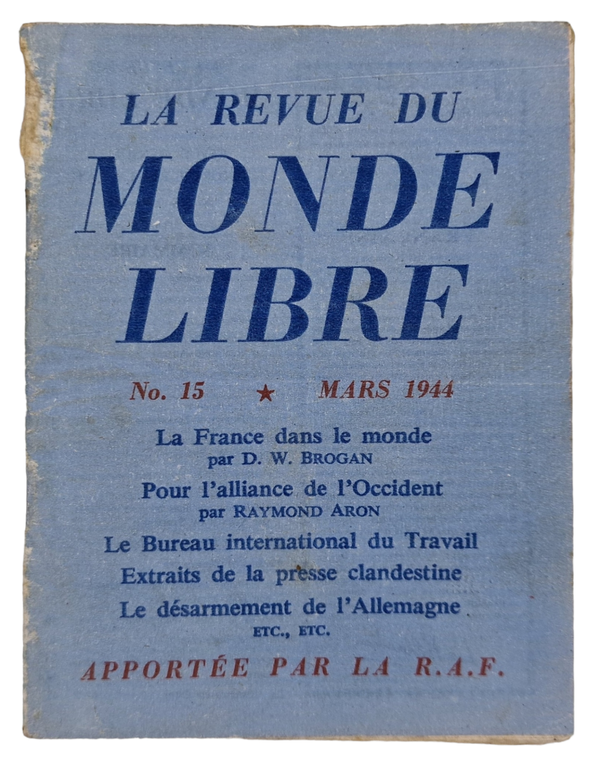 LA REVUE DU
MONDE
LIBRE
No. 15 ★ MARS 1944
La France dans le monde
par D. W. BROGAN
Pour l'alliance de l'Occident
par RAYMOND ARON
Le Bureau international du Travail
Extraits de la presse clandestine
Le désarmement de l'Allemagne
ETC., ETC.
APPORTÉE PAR LA R.A.F.